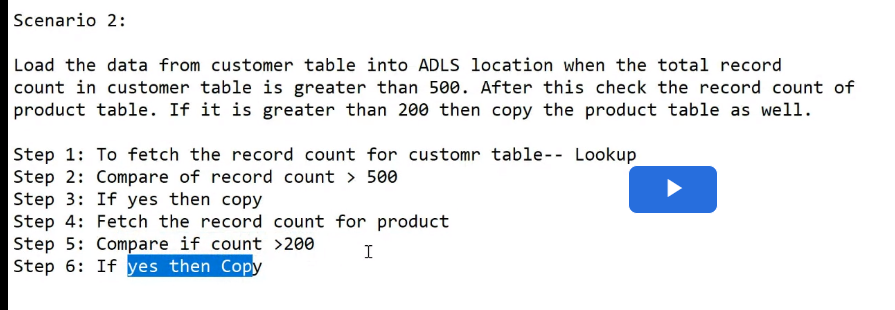 Scenario 2:
Load the data from customer table into ADLS location when the total record
count in customer table is greater than 500. After this check the record count of
product table. If it is greater than 200 then copy the product table as well.
Step 1: To fetch the record count for customr table-- Lookup
Step 2: Compare of record count > 500
Step 3: If yes then copy
Step 4: Fetch the record count for product
Step 5: Compare if count >200
Step 6: If yes then Copy